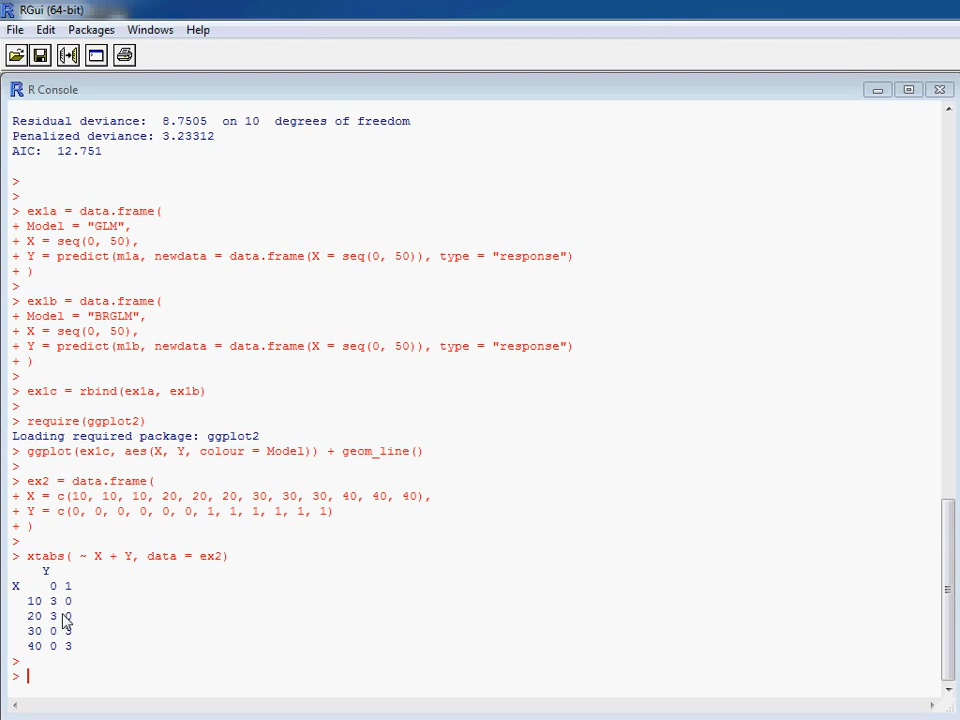 RGui (64-bit)
File Edit Packages Windows Help
R Console
Residual deviance:  8.7505  on 10  degrees of freedom
Penalized deviance: 3.23312
AIC:  12.751
>
>
> ex1a = data.frame(
+ Model = "GLM",
+ X = seq(0, 50),
+ Y = predict(m1a, newdata = data.frame(X = seq(0, 50)), type = "response")
+ )
>
> ex1b = data.frame(
+ Model = "BRGLM",
+ X = seq(0, 50),
+ Y = predict(m1b, newdata = data.frame(X = seq(0, 50)), type = "response")
+ )
>
> ex1c = rbind(ex1a, ex1b)
>
> require(ggplot2)
Loading required package: ggplot2
> ggplot(ex1c, aes(X, Y, colour = Model)) + geom_line()
>
> ex2 = data.frame(
+ X = c(10, 10, 10, 20, 20, 20, 30, 30, 30, 40, 40, 40),
+ Y = c(0, 0, 0, 0, 0, 0, 1, 1, 1, 1, 1, 1)
+ )
>
> xtabs( ~ X + Y, data = ex2)
    Y
X    0 1
  10 3 0
  20 3 0
  30 0 3
  40 0 3
>
>